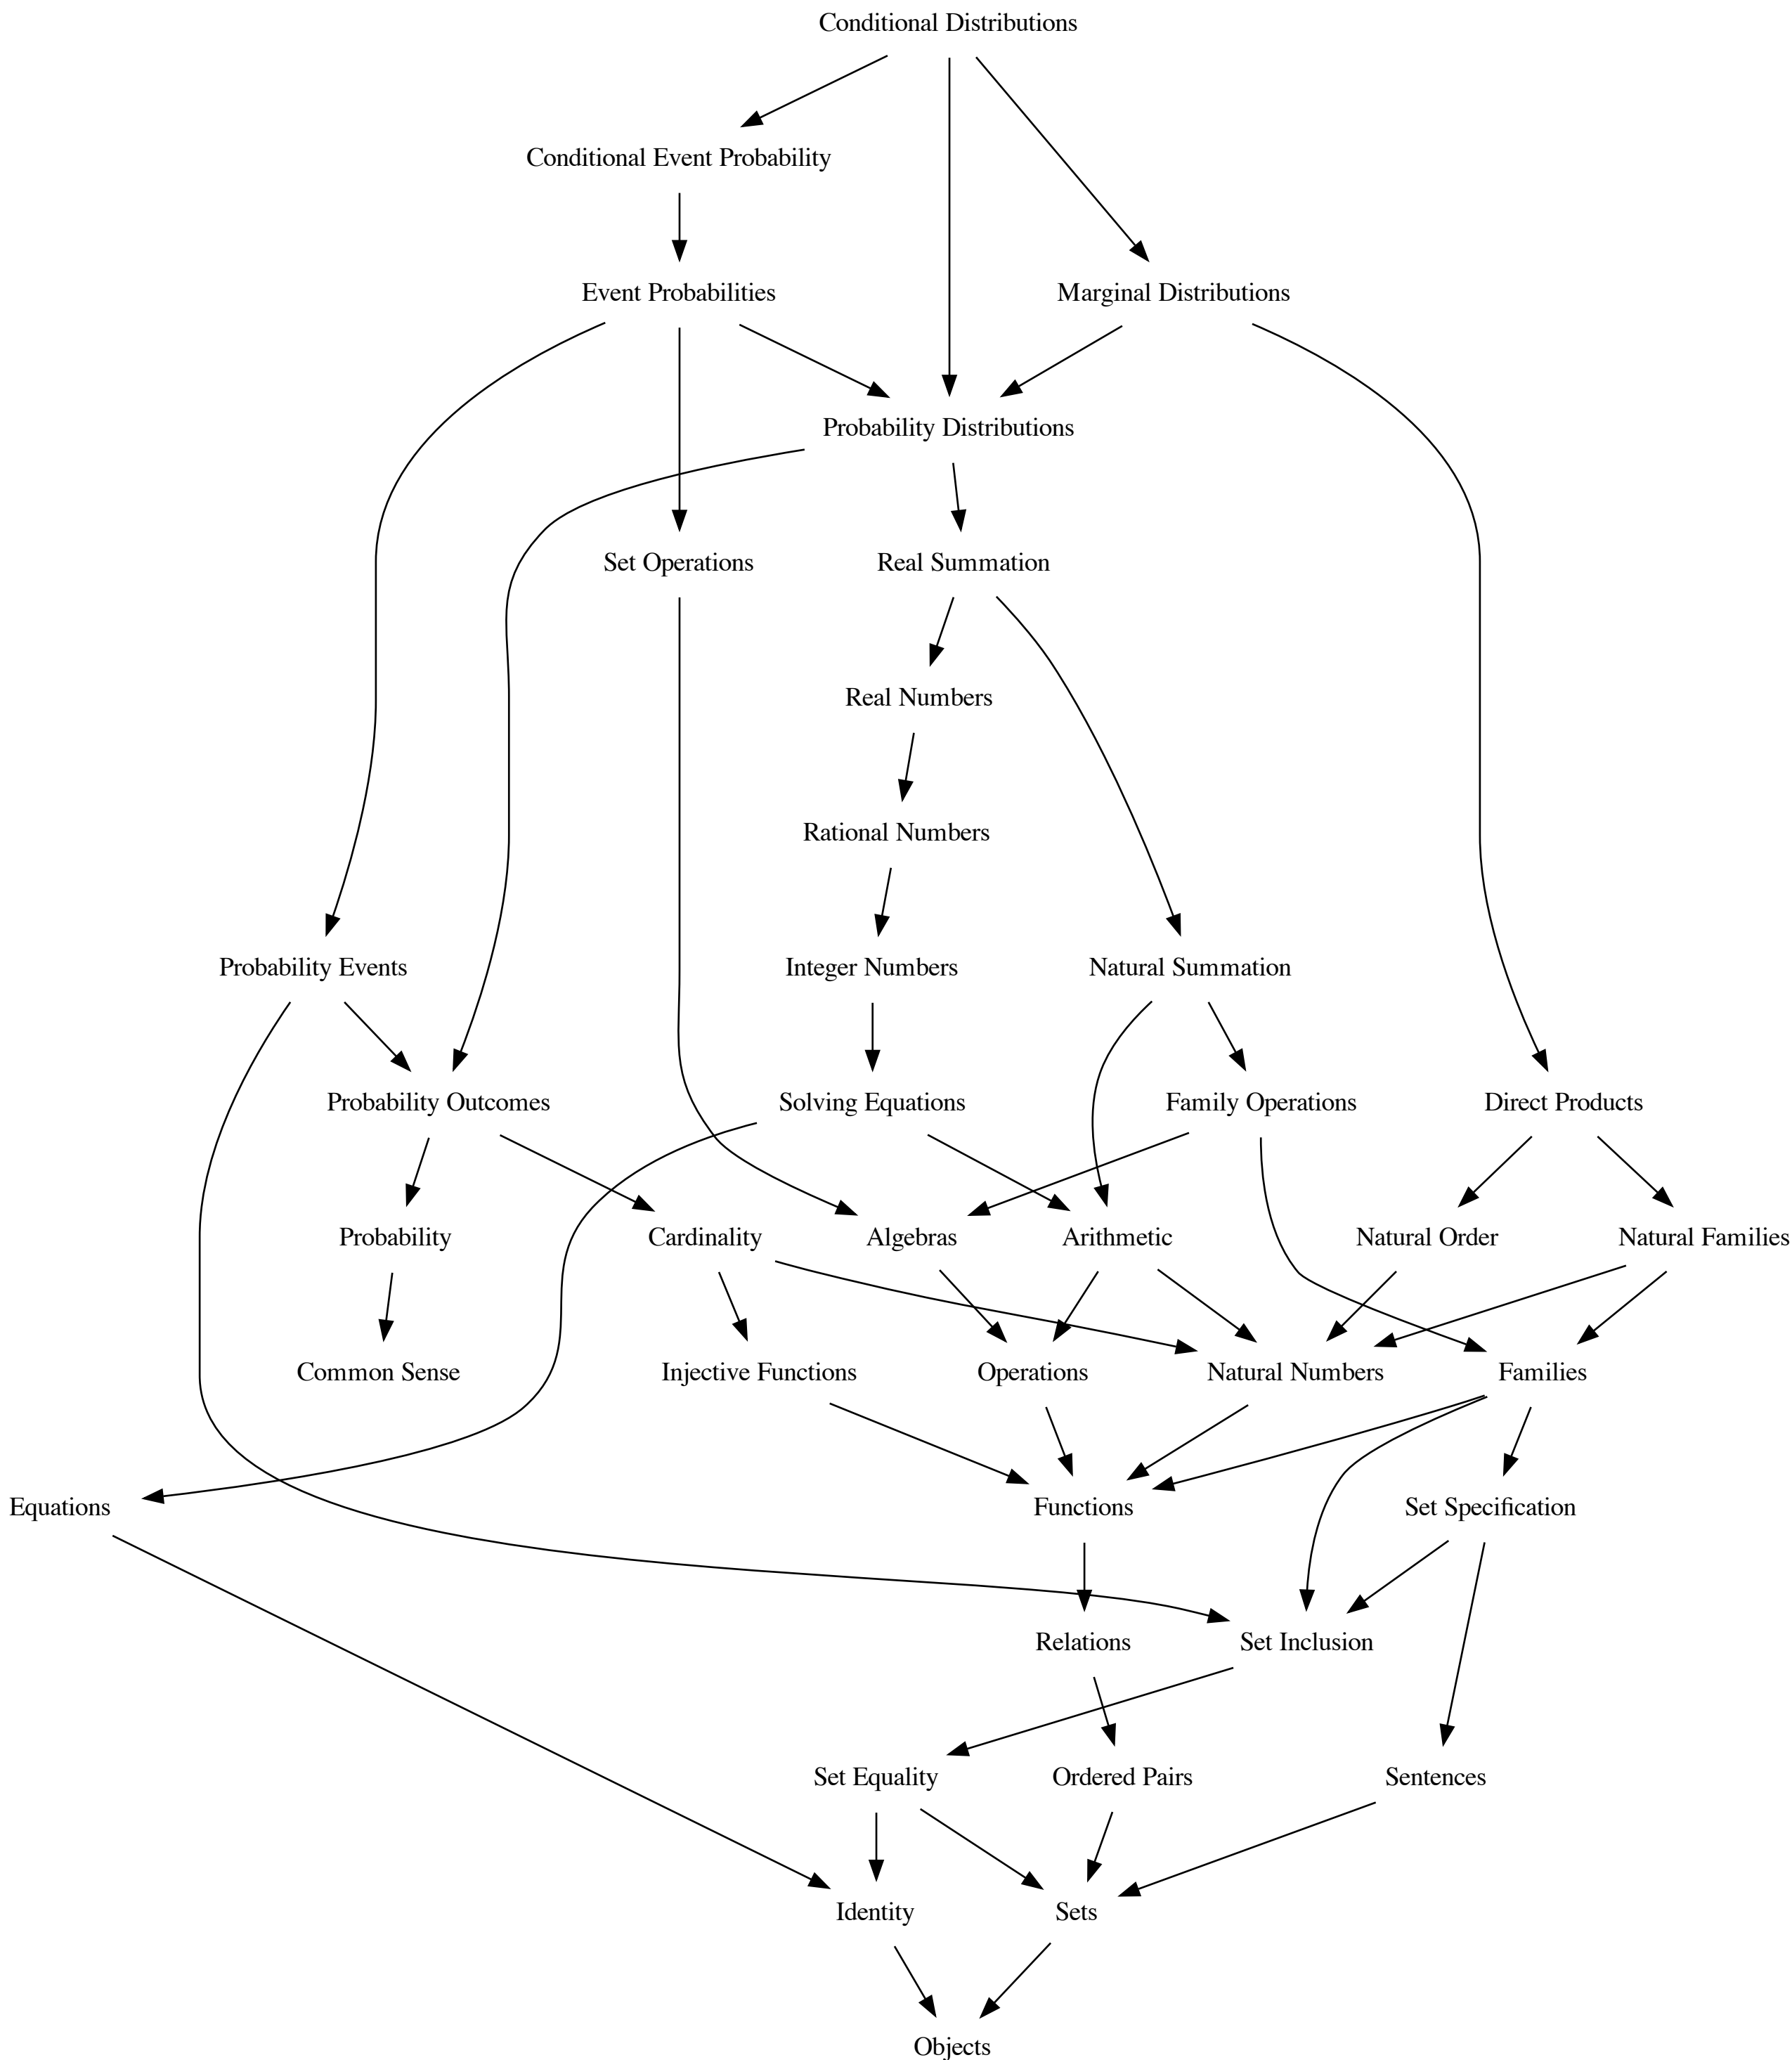 Conditional Distributions
Conditional Event Probability
Event Probabilities
Marginal Distributions
Probability Distributions
Set Operations
Real Summation
Real Numbers
Rational Numbers
Probability Events
Integer Numbers
Natural Summation
Probability Outcomes
Solving Equations
Family Operations
Direct Products
Probability
Cardinality
Algebras
Arithmetic
Natural Order
Natural Families
Common Sense
Injective Functions
Operations
Natural Numbers
Families
Equations
Functions
Set Specification
Relations
Set Inclusion
Set Equality
Ordered Pairs
Sentences
Identity
Sets
Objects